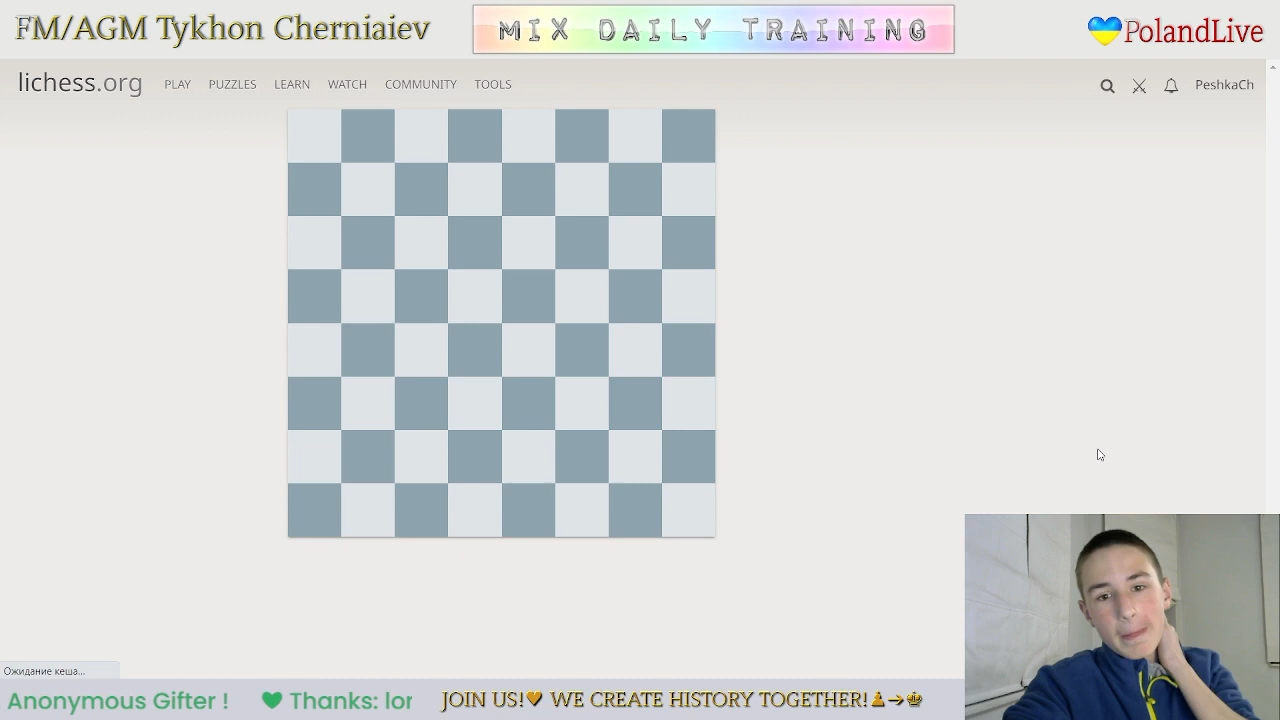 FM/AGM Tykhon Cherniaiev
MIX DAILY TRAINING
PolandLive
lichess.org PLAY PUZZLES LEARN WATCH COMMUNITY TOOLS PeshkaCh
Ожидание кеша...
Anonymous Gifter ! Thanks: lor
JOIN US! WE CREATE HISTORY TOGETHER!